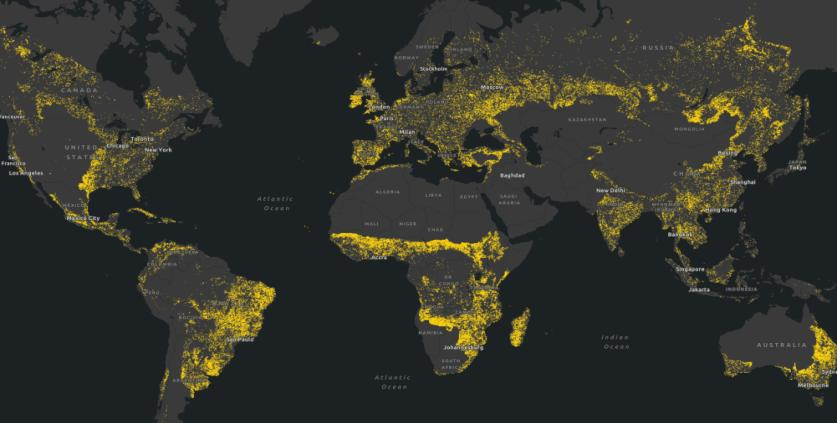 SWEDEN
FINLAND
NORWAY
RUSSIA
Stockholm
CANADA
Moscow
London
Paris
KAZAKHSTAN
MONGOLIA
Toronto
Chicago
UNITED
STATES
New York
Milan
San
Francisco
Los Angeles
Baghdad
Beijing
JAPAN
Tokyo
CHINA
Shanghai
New Delhi
ALGERIA
LIBYA
EGYPT
SAUDI
ARABIA
Atlantic
Ocean
MEXICO
Mexico City
Hong Kong
MALI
NIGER
CHAD
Bangkok
Accra
COLOMBIA
Singapore
Jakarta
INDONESIA
DR
CONGO
PERU
NAMIBIA
São Paulo
Johannesburg
Indian
Ocean
AUSTRALIA
SOUTH
AFRICA
Atlantic
Ocean
Melbourne